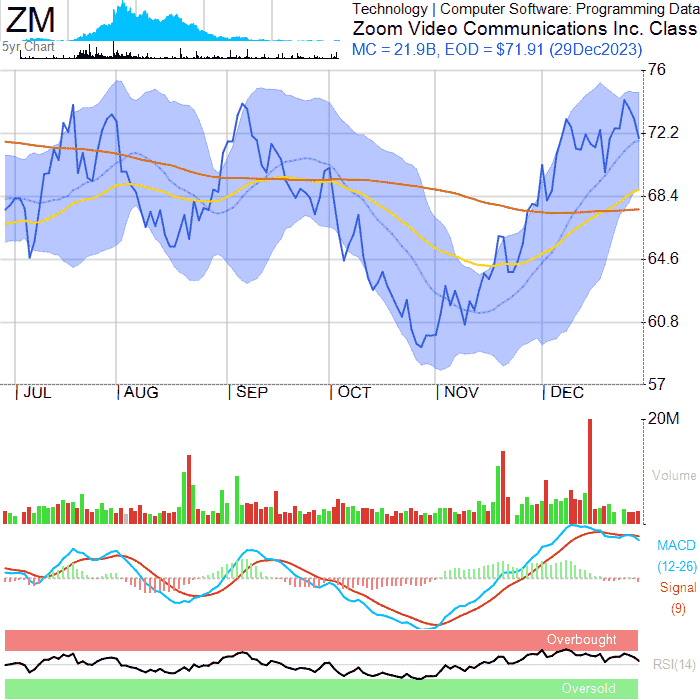 ZM
5yr Chart
Technology | Computer Software: Programming Data
Zoom Video Communications Inc. Class
MC = 21.9B, EOD = $71.91 (29Dec2023)
76
72.2
68.4
64.6
60.8
57
JUL AUG SEP OCT NOV DEC
20M
Volume
MACD
(12-26)
Signal
(9)
Overbought
RSI(14)
Oversold